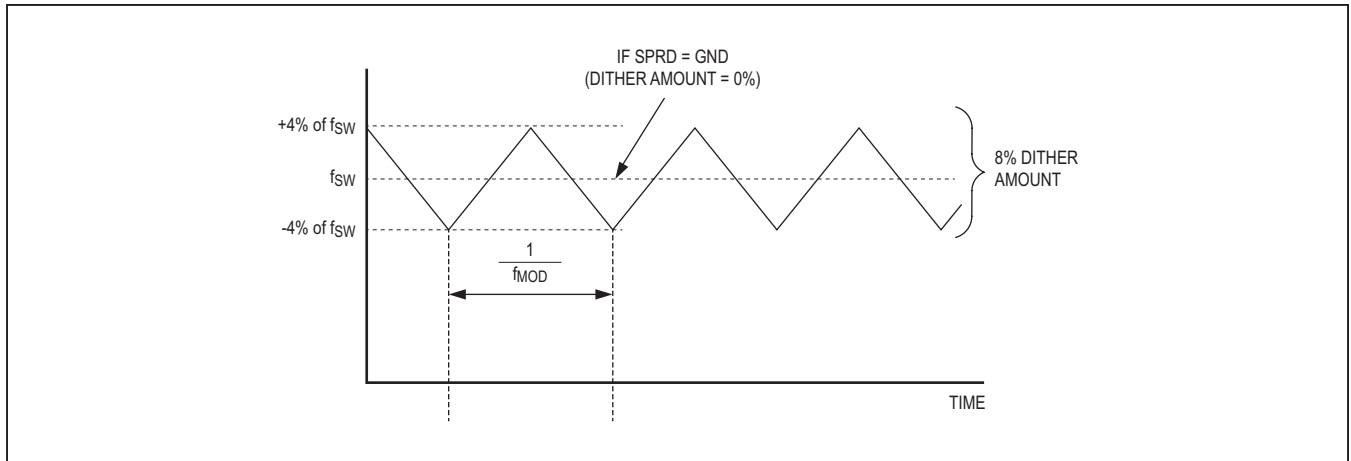 IF SPRD = GND
(DITHER AMOUNT = 0%)
+4% of fSW
fSW
-4% of fSW
8% DITHER
AMOUNT
1
fMOD
TIME